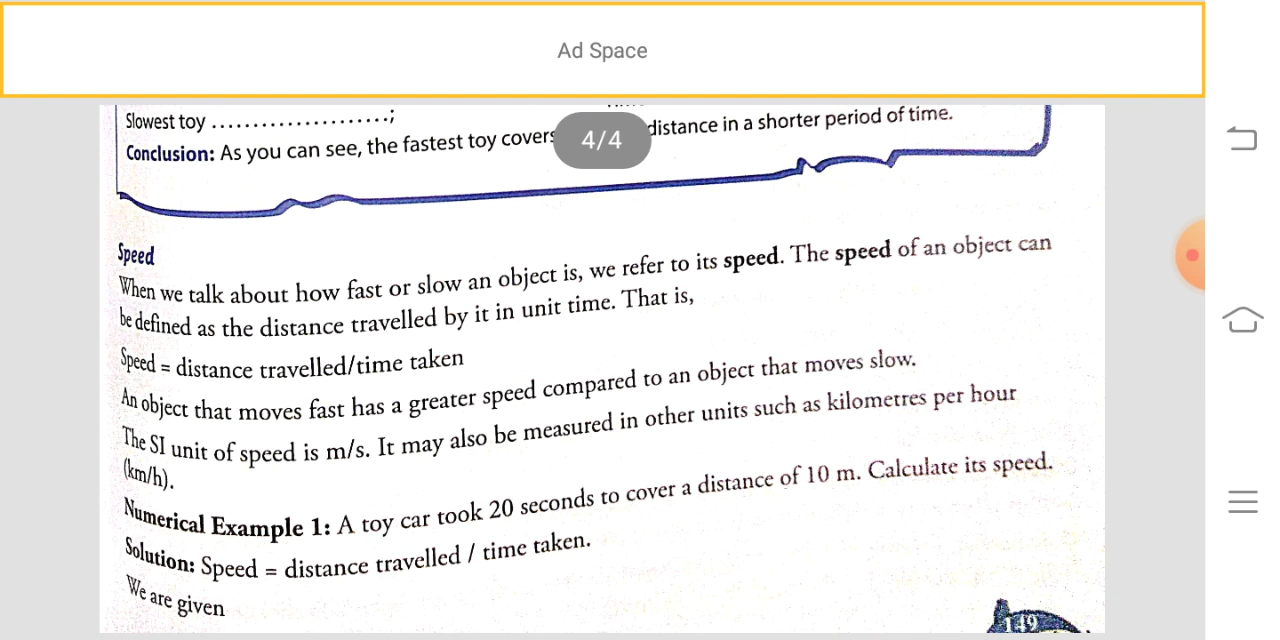 Ad Space
Slowest toy ......................;
Conclusion: As you can see, the fastest toy covers distance in a shorter period of time.
4/4
Speed
When we talk about how fast or slow an object is, we refer to its speed. The speed of an object can
be defined as the distance travelled by it in unit time. That is,
Speed = distance travelled/time taken
An object that moves fast has a greater speed compared to an object that moves slow.
The SI unit of speed is m/s. It may also be measured in other units such as kilometres per hour
(km/h).
Numerical Example 1: A toy car took 20 seconds to cover a distance of 10 m. Calculate its speed.
Solution: Speed = distance travelled / time taken.
We are given
149